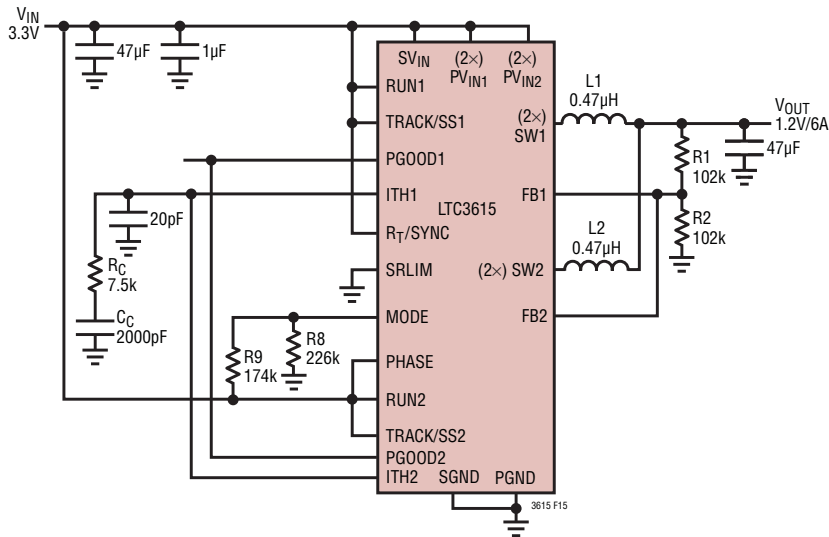 VIN
3.3V
47µF
1µF
SVIN
(2×)
PVIN1
(2×)
PVIN2
RUN1
TRACK/SS1
PGOOD1
ITH1
RT/SYNC
SRLIM
MODE
PHASE
RUN2
TRACK/SS2
PGOOD2
ITH2
LTC3615
(2×)
SW1
FB1
(2×) SW2
FB2
SGND
PGND
L1
0.47µH
VOUT
1.2V/6A
R1
102k
47µF
R2
102k
L2
0.47µH
20pF
RC
7.5k
CC
2000pF
R9
174k
R8
226k
3615 F15